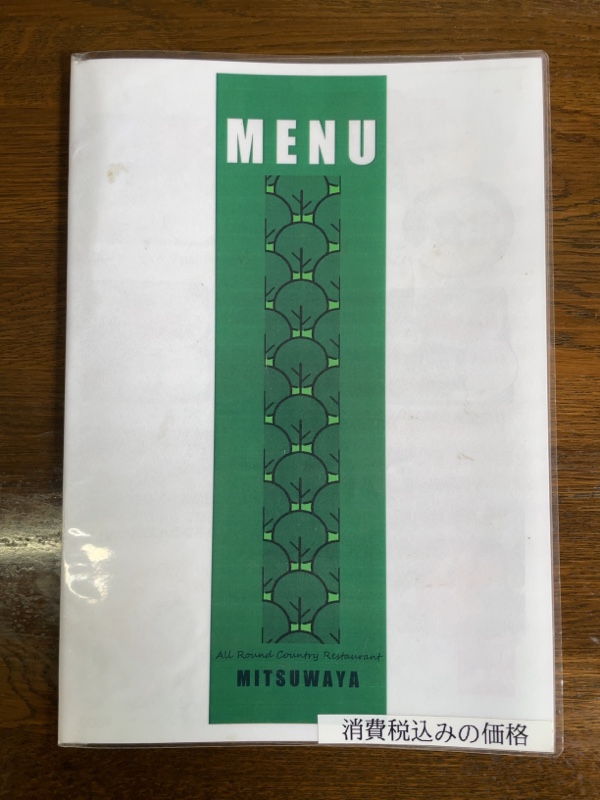 MENU
All Round Country Restaurant
MITSUWAYA
消費税込みの価格